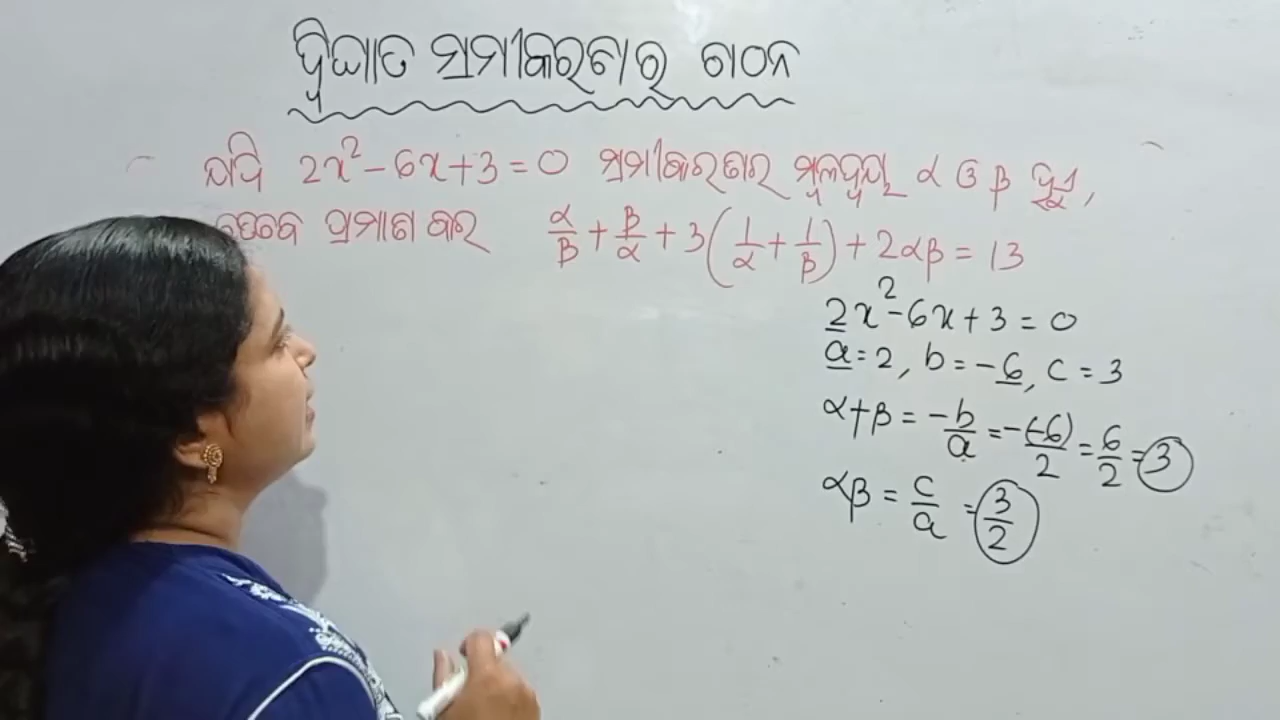 ଦ୍ୱିଘାତ ସମୀକରଣର ଗଠନ
ଯଦି 2x² - 6x + 3 = 0 ସମୀକରଣର ମୂଳଦ୍ୱୟ α ଓ β ହୁଏ,
ତେବେ ପ୍ରମାଣ କର α/β + β/α + 3(1/α + 1/β) + 2αβ = 13
2x² - 6x + 3 = 0
a = 2, b = -6, c = 3
α+β = -b/a = -(-6)/2 = 6/2 = 3
αβ = c/a = 3/2